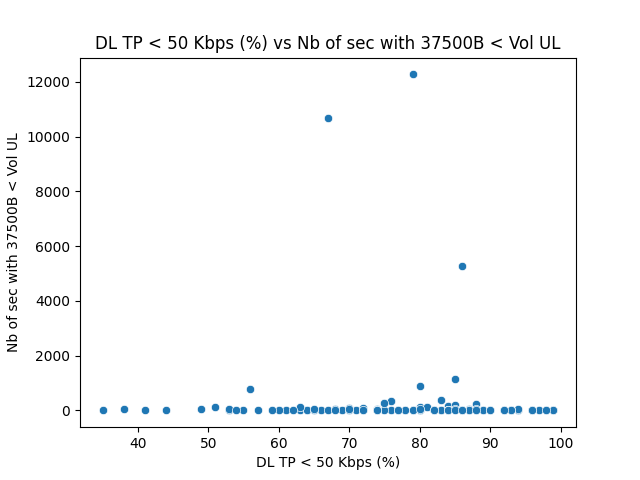 DL TP < 50 Kbps (%) vs Nb of sec with 37500B < Vol UL
12000
10000
8000
6000
4000
2000
0
Nb of sec with 37500B < Vol UL
40 50 60 70 80 90 100
DL TP < 50 Kbps (%)